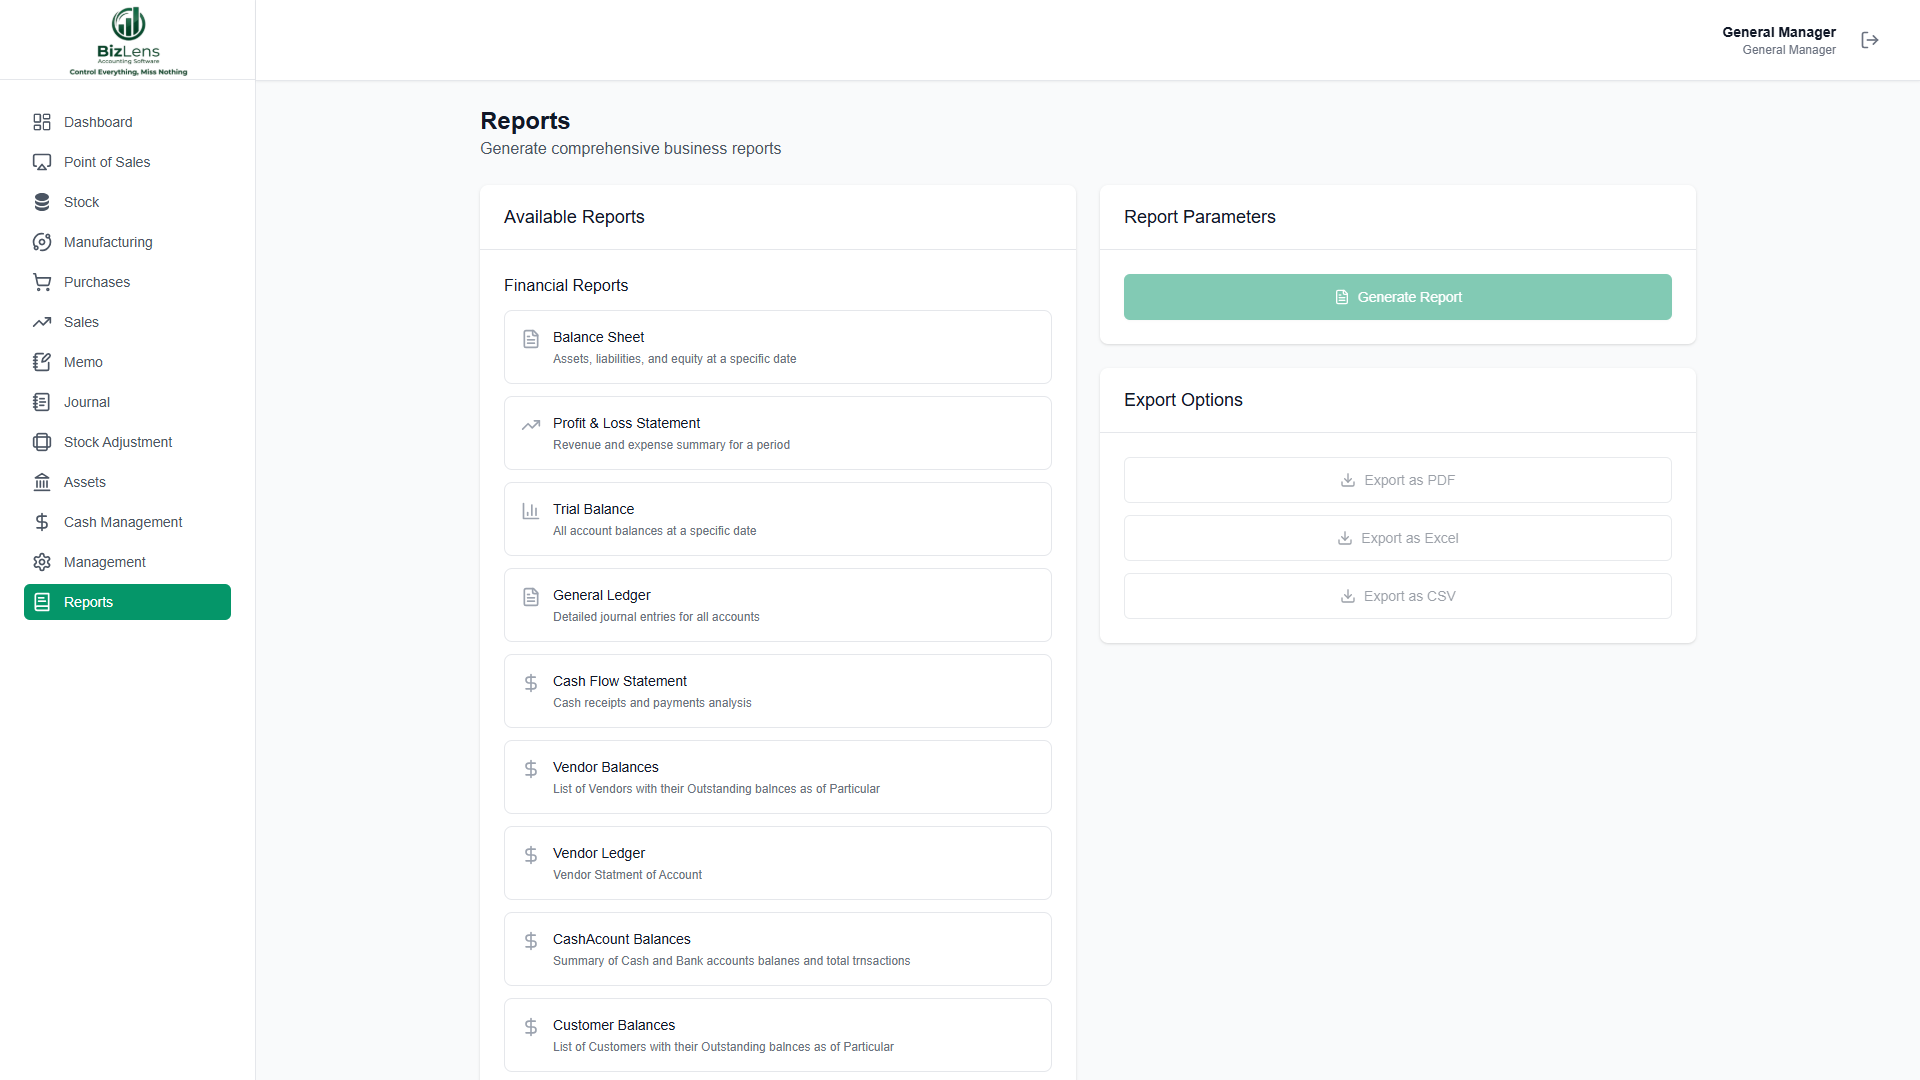 BizLens
Accounting Software
Control Everything, Miss Nothing
General Manager
General Manager
Dashboard
Point of Sales
Stock
Manufacturing
Purchases
Sales
Memo
Journal
Stock Adjustment
Assets
Cash Management
Management
Reports
Reports
Generate comprehensive business reports
Available Reports
Financial Reports
Balance Sheet
Assets, liabilities, and equity at a specific date
Profit & Loss Statement
Revenue and expense summary for a period
Trial Balance
All account balances at a specific date
General Ledger
Detailed journal entries for all accounts
Cash Flow Statement
Cash receipts and payments analysis
Vendor Balances
List of Vendors with their Outstanding balnces as of Particular
Vendor Ledger
Vendor Statment of Account
CashAcount Balances
Summary of Cash and Bank accounts balanes and total trnsactions
Customer Balances
List of Customers with their Outstanding balnces as of Particular
Report Parameters
Generate Report
Export Options
Export as PDF
Export as Excel
Export as CSV